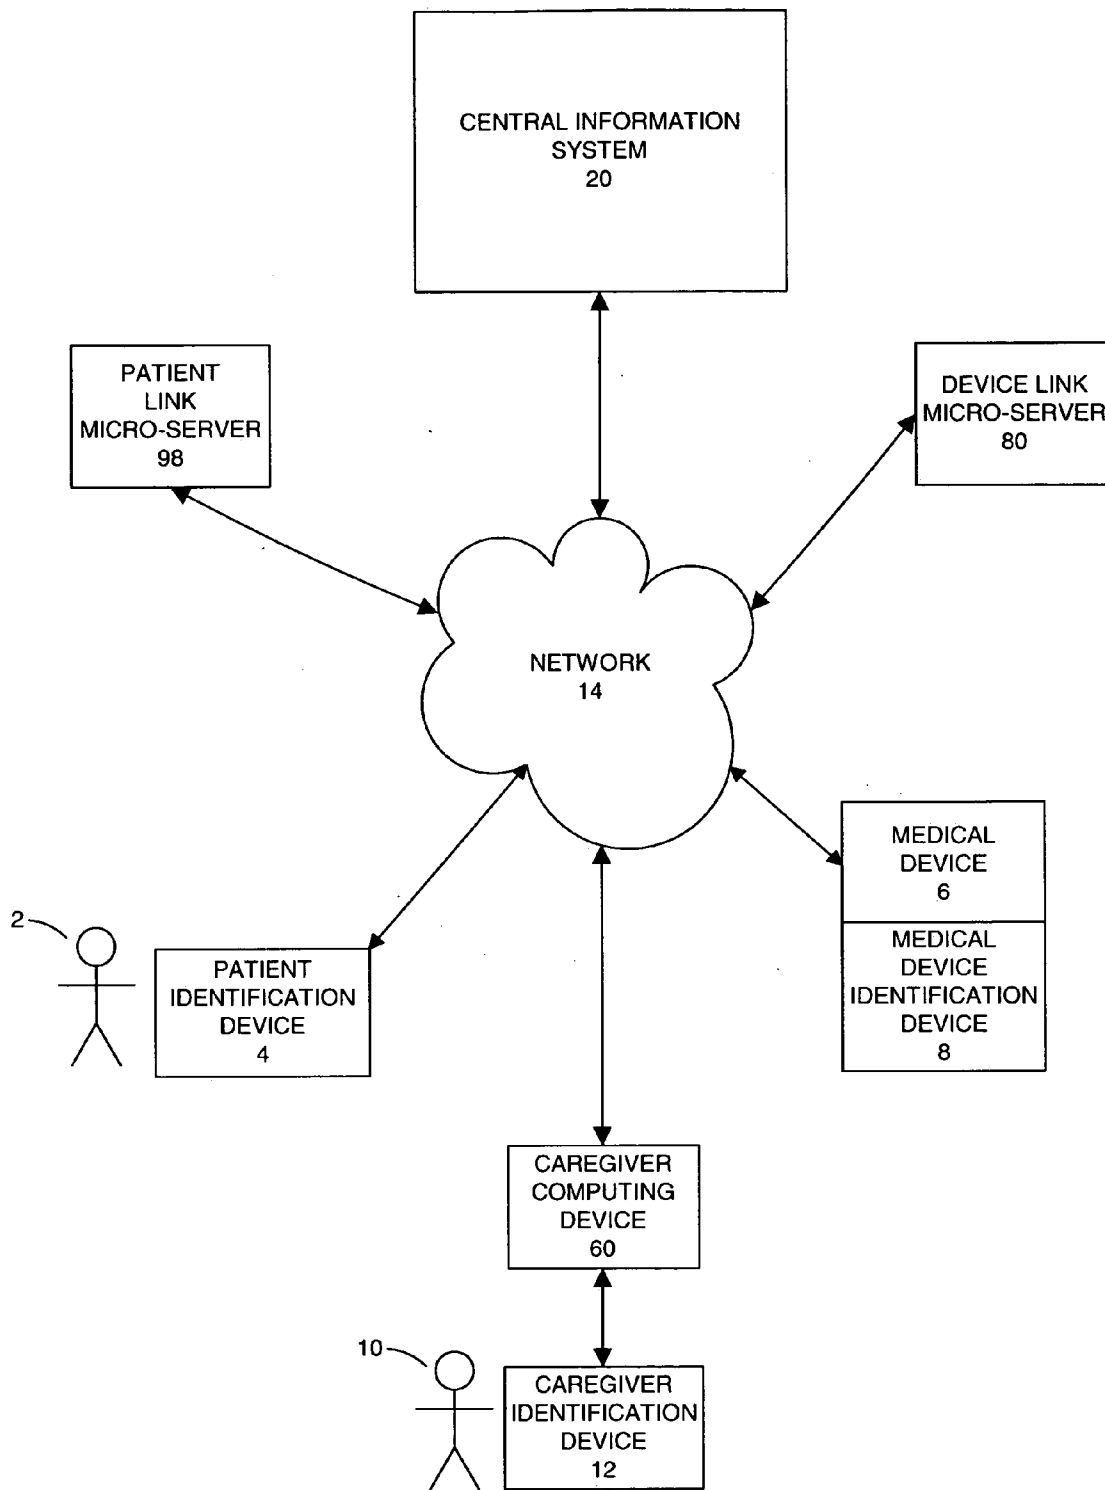 CENTRAL INFORMATION
SYSTEM
20
PATIENT
LINK
MICRO-SERVER
98
DEVICE LINK
MICRO-SERVER
80
NETWORK
14
MEDICAL
DEVICE
6
MEDICAL
DEVICE
IDENTIFICATION
DEVICE
8
2
PATIENT
IDENTIFICATION
DEVICE
4
CAREGIVER
COMPUTING
DEVICE
60
10
CAREGIVER
IDENTIFICATION
DEVICE
12